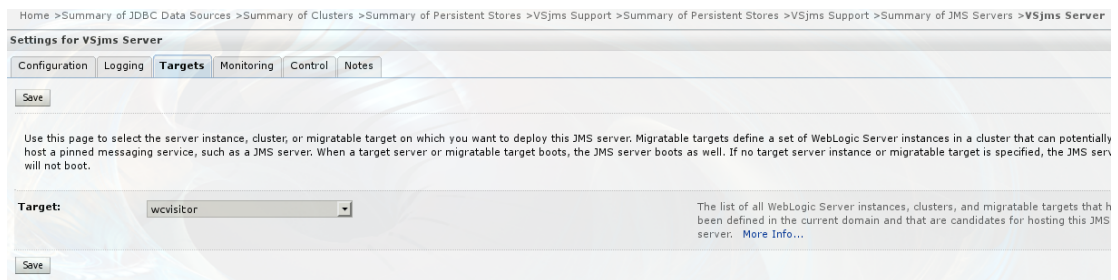 Home >Summary of JDBC Data Sources >Summary of Clusters >Summary of Persistent Stores >VSjms Support >Summary of Persistent Stores >VSjms Support >Summary of JMS Servers >VSjms Server
Settings for VSjms Server
Configuration Logging Targets Monitoring Control Notes
Save
Use this page to select the server instance, cluster, or migratable target on which you want to deploy this JMS server. Migratable targets define a set of WebLogic Server instances in a cluster that can potentially
host a pinned messaging service, such as a JMS server. When a target server or migratable target boots, the JMS server boots as well. If no target server instance or migratable target is specified, the JMS serv
will not boot.
Target: wcvisitor
The list of all WebLogic Server instances, clusters, and migratable targets that h
been defined in the current domain and that are candidates for hosting this JMS
server. More Info...
Save